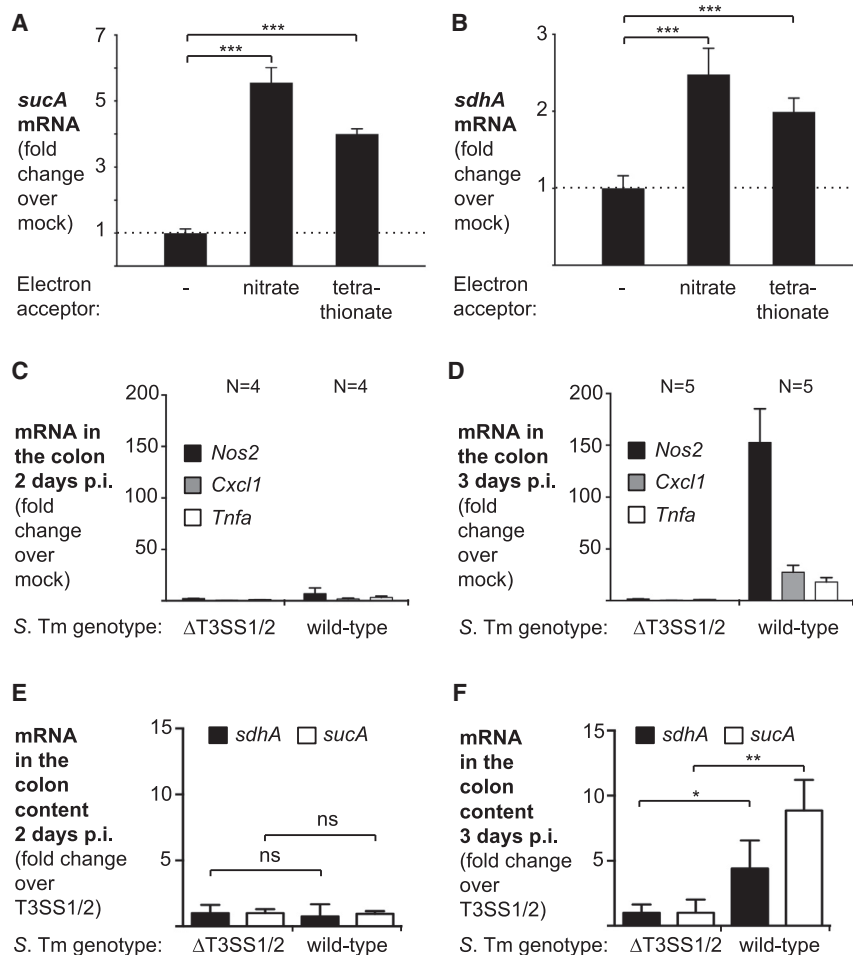 A
sucA
mRNA
(fold
change
over
mock)
7
5
3
1
***
***
Electron
acceptor:
-
nitrate
tetra-
thionate
B
sdhA
mRNA
(fold
change
over
mock)
3
2
1
***
***
Electron
acceptor:
-
nitrate
tetra-
thionate
C
mRNA in
the colon
2 days p.i.
(fold
change
over
mock)
200
150
100
50
N=4
N=4
Nos2
Cxcl1
Tnfa
S. Tm genotype:
ΔT3SS1/2
wild-type
D
mRNA in
the colon
3 days p.i.
(fold
change
over
mock)
200
150
100
50
N=5
N=5
Nos2
Cxcl1
Tnfa
S. Tm genotype:
ΔT3SS1/2
wild-type
E
mRNA
in the
colon
content
2 days p.i.
(fold change
over
T3SS1/2)
15
10
5
sdhA
sucA
ns
ns
S. Tm genotype:
ΔT3SS1/2
wild-type
F
mRNA
in the
colon
content
3 days p.i.
(fold change
over
T3SS1/2)
15
10
5
sdhA
sucA
**
*
S. Tm genotype:
ΔT3SS1/2
wild-type